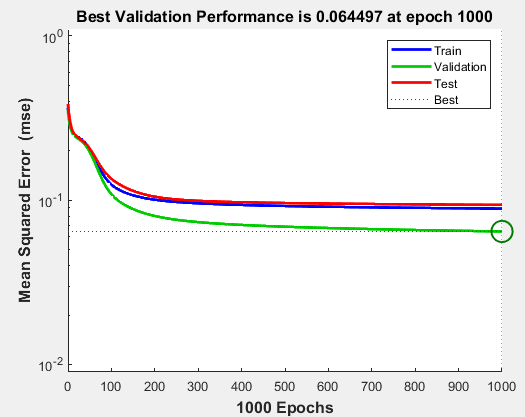 Best Validation Performance is 0.064497 at epoch 1000
10^0
10^-1
10^-2
Mean Squared Error (mse)
Train
Validation
Test
Best
0 100 200 300 400 500 600 700 800 900 1000
1000 Epochs